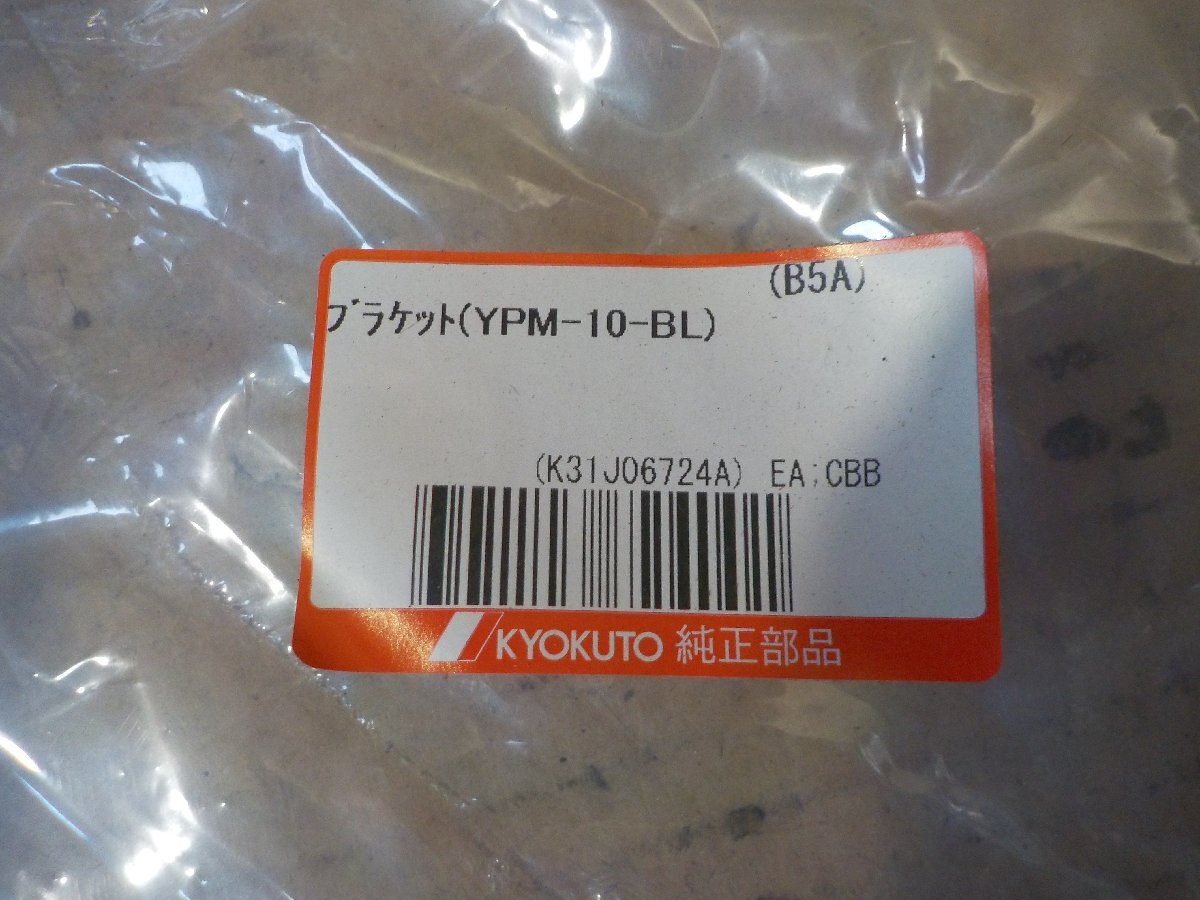 (B5A)
ﾌﾞﾗｹｯﾄ(YPM-10-BL)
(K31J06724A) EA;CBB
KYOKUTO 純正部品